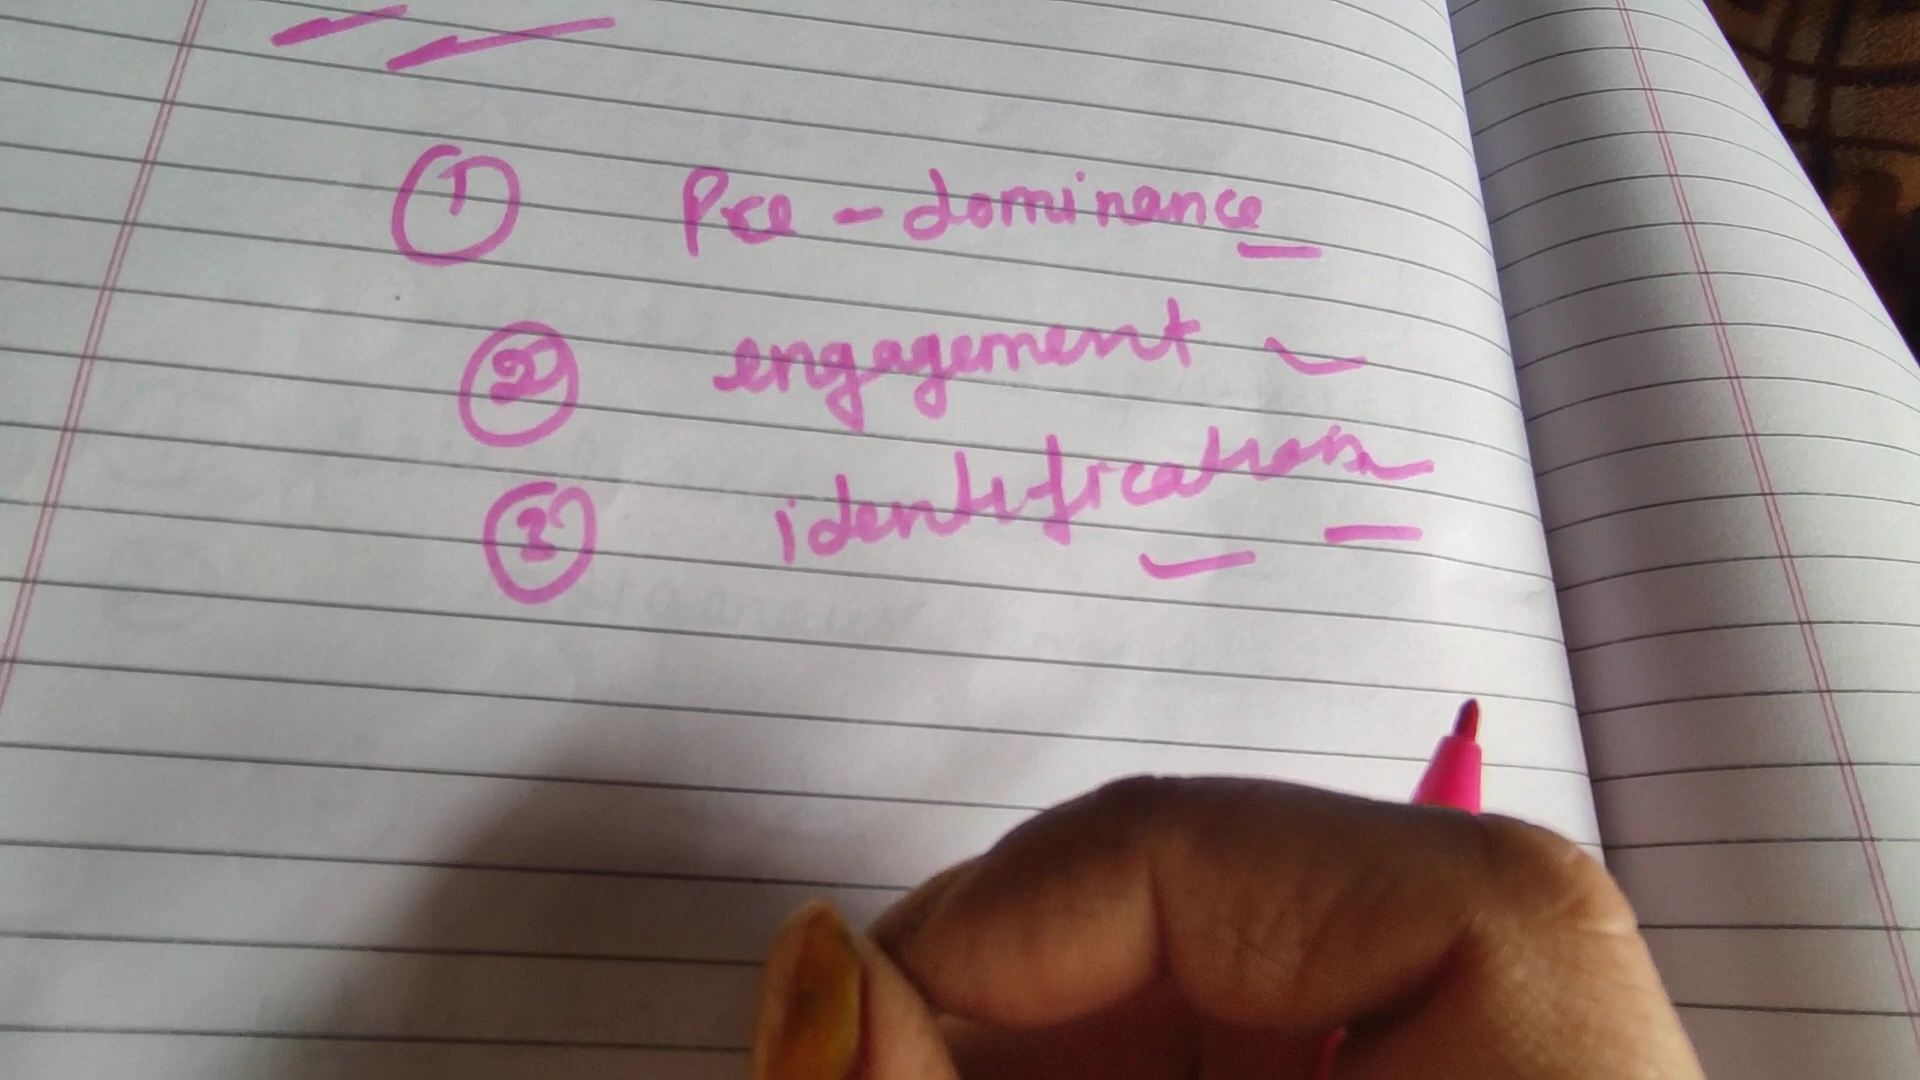 ① Pre - dominance
② engagement
③ identification